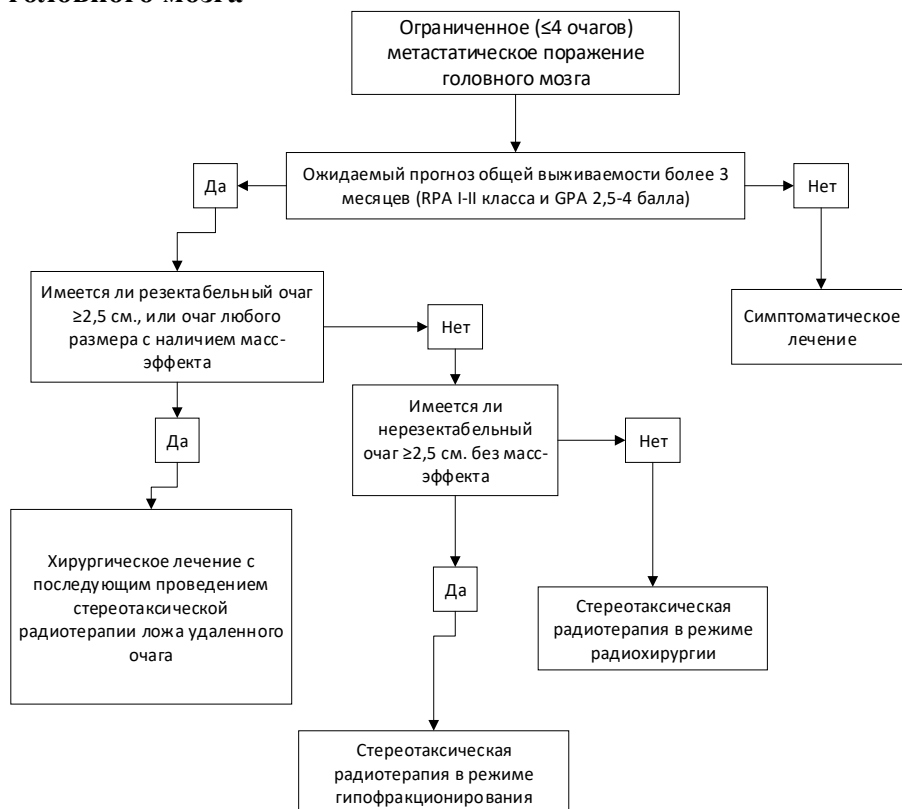 головного мозга
Ограниченное (≤4 очагов)
метастатическое поражение
головного мозга
Ожидаемый прогноз общей выживаемости более 3
месяцев (RPA I-II класса и GPA 2,5-4 балла)
Да
Нет
Имеется ли резектабельный очаг
≥2,5 см., или очаг любого
размера с наличием масс-
эффекта
Нет
Симптоматическое
лечение
Да
Имеется ли
нерезектабельный
очаг ≥2,5 см. без масс-
эффекта
Нет
Хирургическое лечение с
последующим проведением
стереотаксической
радиотерапии ложа удаленного
очага
Да
Стереотаксическая
радиотерапия в режиме
радиохирургии
Стереотаксическая
радиотерапия в режиме
гипофракционирования